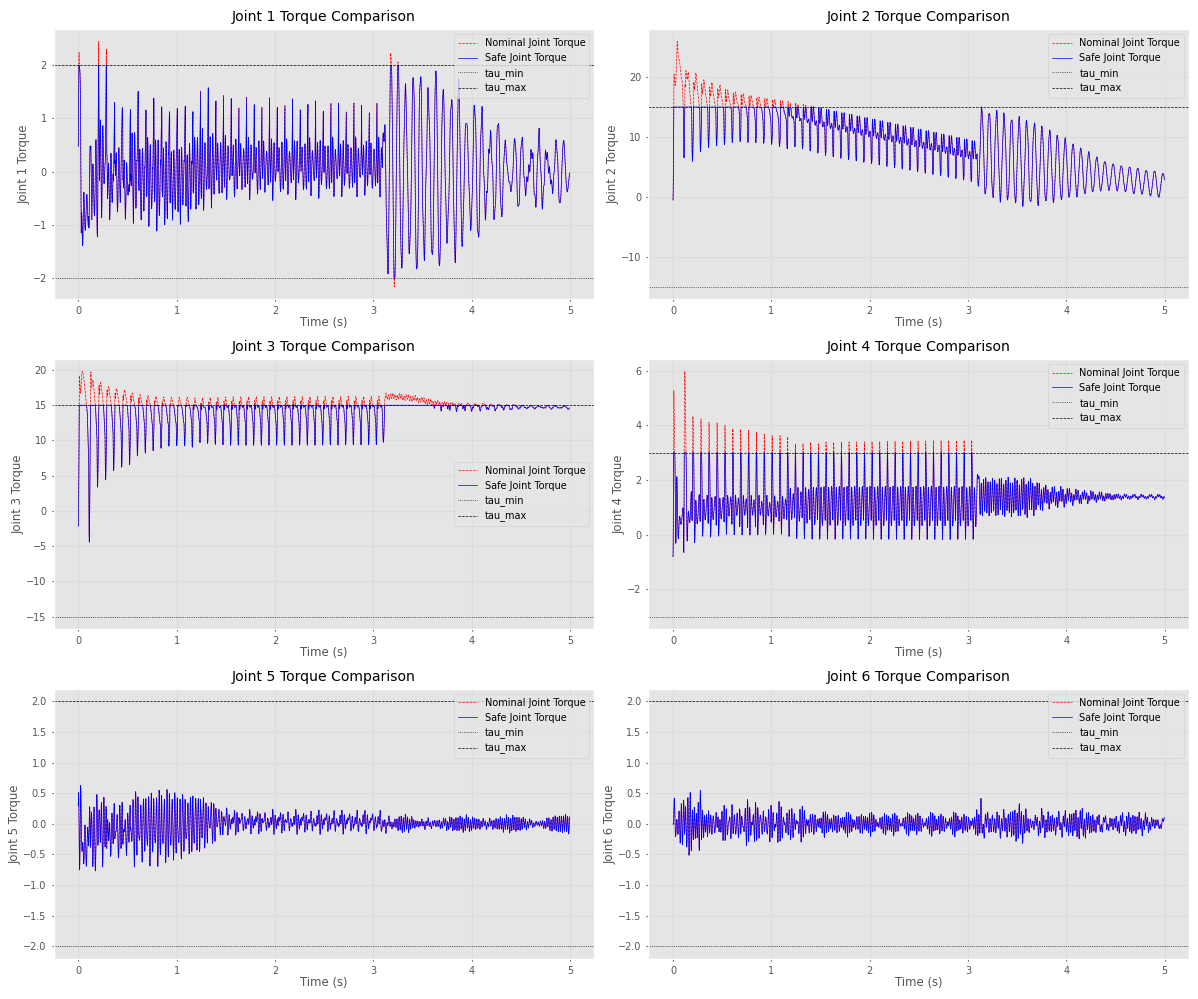 Joint 1 Torque Comparison
Joint 1 Torque
2
1
0
−1
−2
0
1
2
3
4
5
Time (s)
Nominal Joint Torque
Safe Joint Torque
tau_min
tau_max
Joint 2 Torque Comparison
Joint 2 Torque
20
10
0
−10
0
1
2
3
4
5
Time (s)
Nominal Joint Torque
Safe Joint Torque
tau_min
tau_max
Joint 3 Torque Comparison
Joint 3 Torque
20
15
10
5
0
−5
−10
−15
0
1
2
3
4
5
Time (s)
Nominal Joint Torque
Safe Joint Torque
tau_min
tau_max
Joint 4 Torque Comparison
Joint 4 Torque
6
4
2
0
−2
0
1
2
3
4
5
Time (s)
Nominal Joint Torque
Safe Joint Torque
tau_min
tau_max
Joint 5 Torque Comparison
Joint 5 Torque
2.0
1.5
1.0
0.5
0.0
−0.5
−1.0
−1.5
−2.0
0
1
2
3
4
5
Time (s)
Nominal Joint Torque
Safe Joint Torque
tau_min
tau_max
Joint 6 Torque Comparison
Joint 6 Torque
2.0
1.5
1.0
0.5
0.0
−0.5
−1.0
−1.5
−2.0
0
1
2
3
4
5
Time (s)
Nominal Joint Torque
Safe Joint Torque
tau_min
tau_max